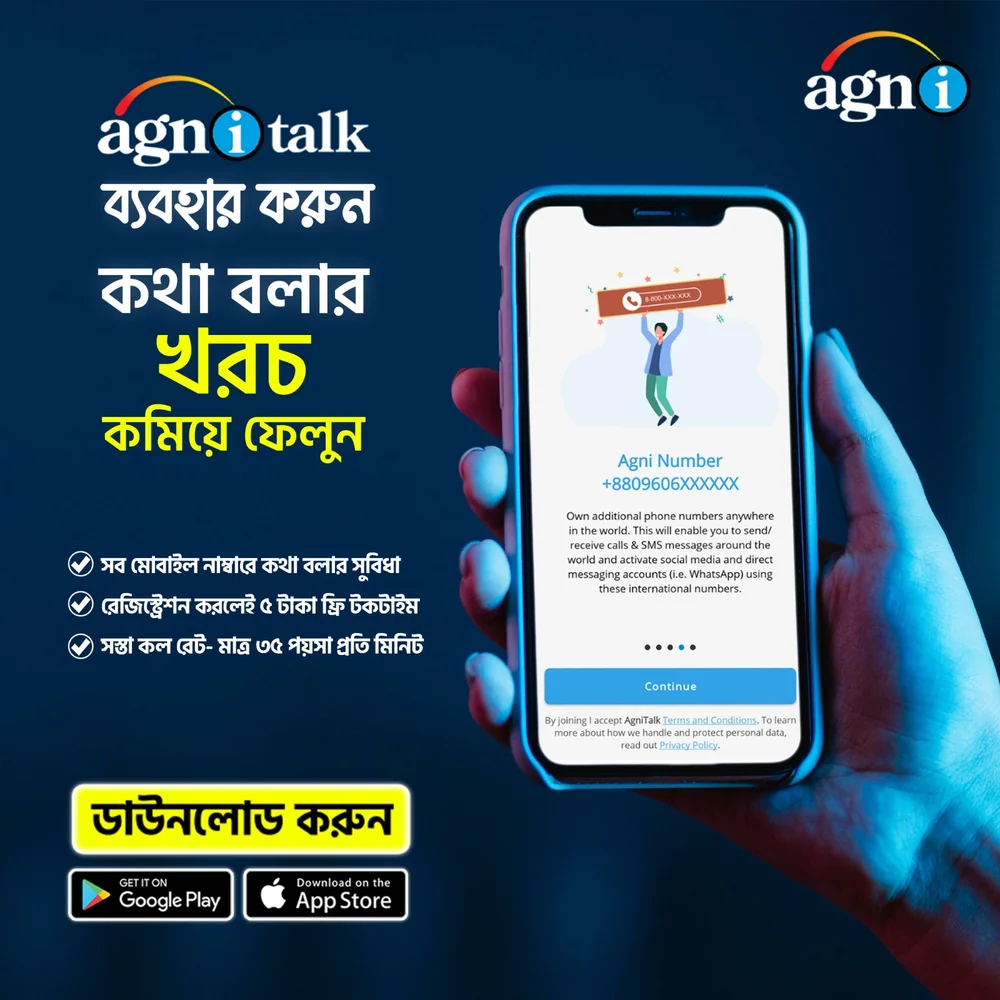 agni
agni talk
ব্যবহার করুন
কথা বলার
খরচ
কমিয়ে ফেলুন
সব মোবাইল নাম্বারে কথা বলার সুবিধা
রেজিস্ট্রেশন করলেই ৫ টাকা ফ্রি টকটাইম
সস্তা কল রেট- মাত্র ৩৫ পয়সা প্রতি মিনিট
ডাউনলোড করুন
GET IT ON
Google Play
Download on the
App Store
8-800-XXX-XXX
Agni Number
+8809606XXXXXX
Own additional phone numbers anywhere
in the world. This will enable you to send/
receive calls & SMS messages around the
world and activate social media and direct
messaging accounts (i.e. WhatsApp) using
these international numbers.
Continue
By joining I accept AgniTalk Terms and Conditions. To learn
more about how we handle and protect personal data,
read out Privacy Policy.